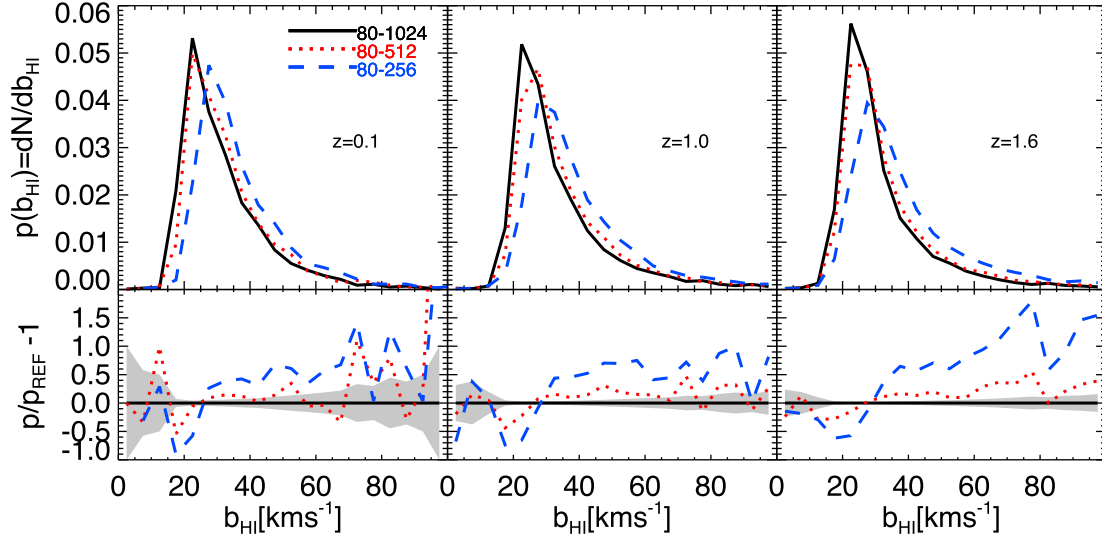 p(b_HI)=dN/db_HI
0.06
0.05
0.04
0.03
0.02
0.01
0.00
80-1024
80-512
80-256
z=0.1
z=1.0
z=1.6
p/p_REF -1
1.5
1.0
0.5
0.0
-0.5
-1.0
0 20 40 60 80
0 20 40 60 80
0 20 40 60 80
b_HI[kms⁻¹]
b_HI[kms⁻¹]
b_HI[kms⁻¹]